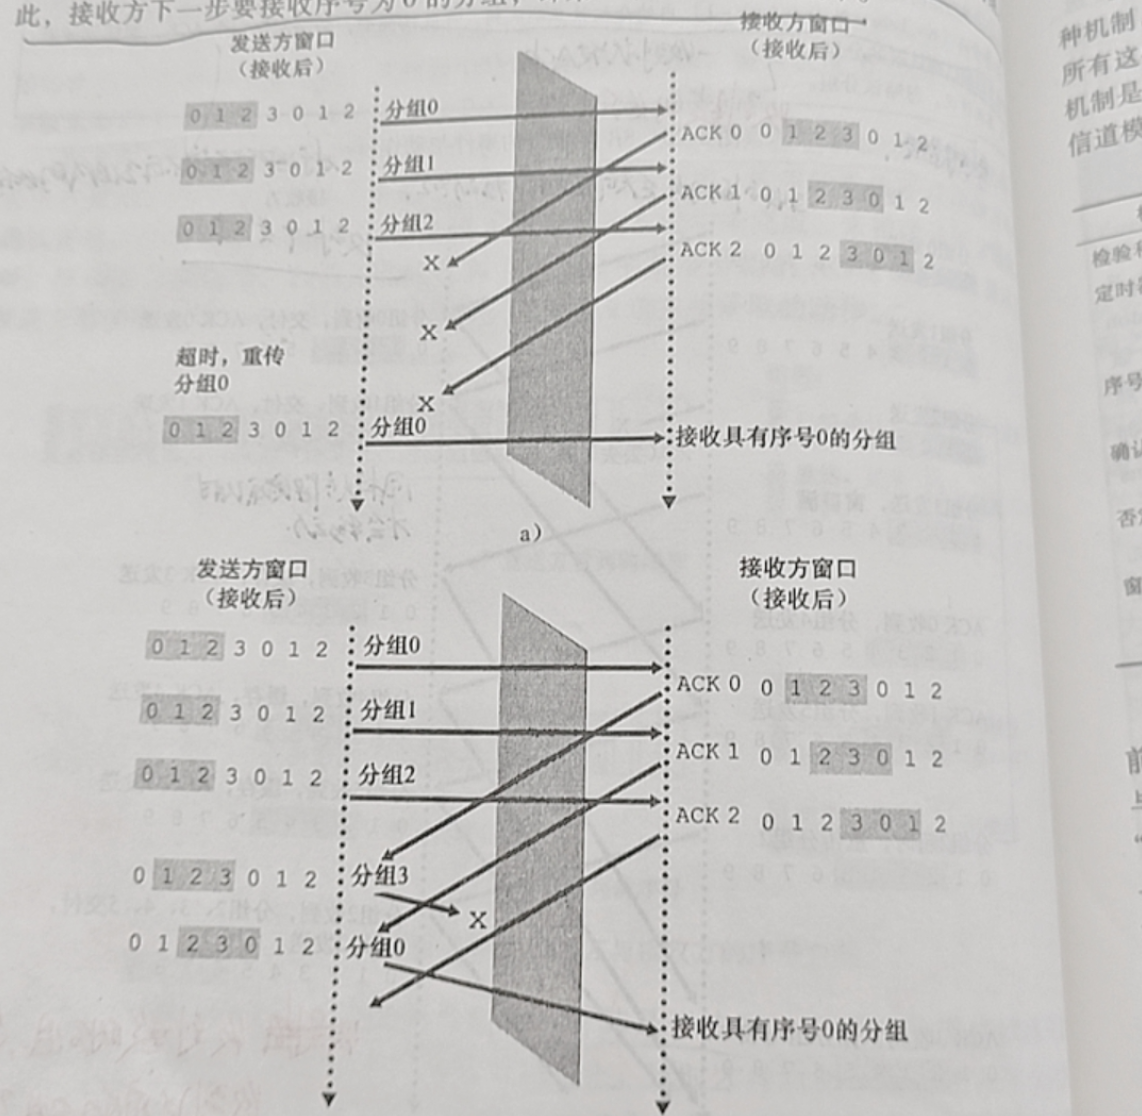 此，接收方下一步要接收序号为0的分组，
发送方窗口
（接收后）
接收方窗口
（接收后）
0 1 2 3 0 1 2
分组0
ACK 0 0 1 2 3 0 1 2
0 1 2 3 0 1 2
分组1
ACK 1 0 1 2 3 0 1 2
0 1 2 3 0 1 2
分组2
ACK 2 0 1 2 3 0 1 2
X
X
超时，重传
分组0
X
0 1 2 3 0 1 2
分组0
接收具有序号0的分组
a）
发送方窗口
（接收后）
接收方窗口
（接收后）
0 1 2 3 0 1 2
分组0
ACK 0 0 1 2 3 0 1 2
0 1 2 3 0 1 2
分组1
ACK 1 0 1 2 3 0 1 2
0 1 2 3 0 1 2
分组2
ACK 2 0 1 2 3 0 1 2
0 1 2 3 0 1 2
分组3
X
0 1 2 3 0 1 2
分组0
接收具有序号0的分组
种机制
所有这
机制是
信道模
检验
定时
序号
确认
否
窗
前